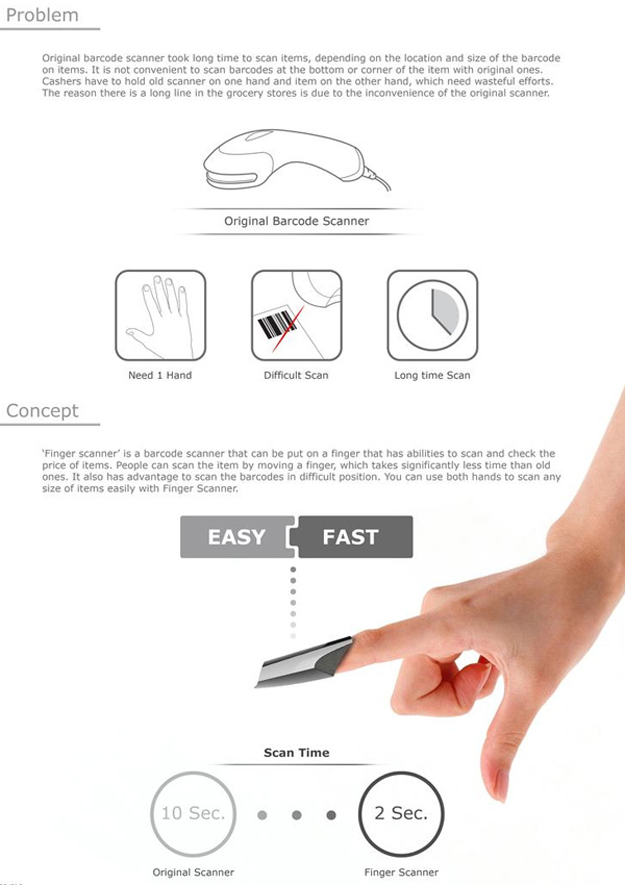 Problem
Original barcode scanner took long time to scan items, depending on the location and size of the barcode
on items. It is not convenient to scan barcodes at the bottom or corner of the item with original ones.
Cashers have to hold old scanner on one hand and item on the other hand, which need wasteful efforts.
The reason there is a long line in the grocery stores is due to the inconvenience of the original scanner.
Original Barcode Scanner
Need 1 Hand
Difficult Scan
Long time Scan
Concept
‘Finger scanner’ is a barcode scanner that can be put on a finger that has abilities to scan and check the
price of items. People can scan the item by moving a finger, which takes significantly less time than old
ones. It also has advantage to scan the barcodes in difficult position. You can use both hands to scan any
size of items easily with Finger Scanner.
EASY FAST
Scan Time
10 Sec. 2 Sec.
Original Scanner Finger Scanner